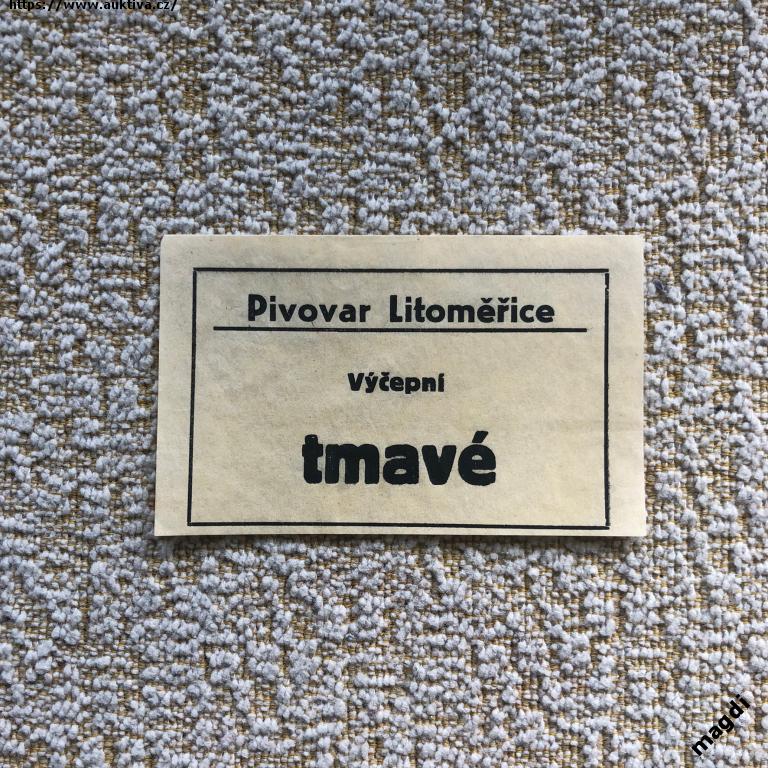 https://www.auktiva.cz/
Pivovar Litoměřice
Výčepní
tmavé
magdi